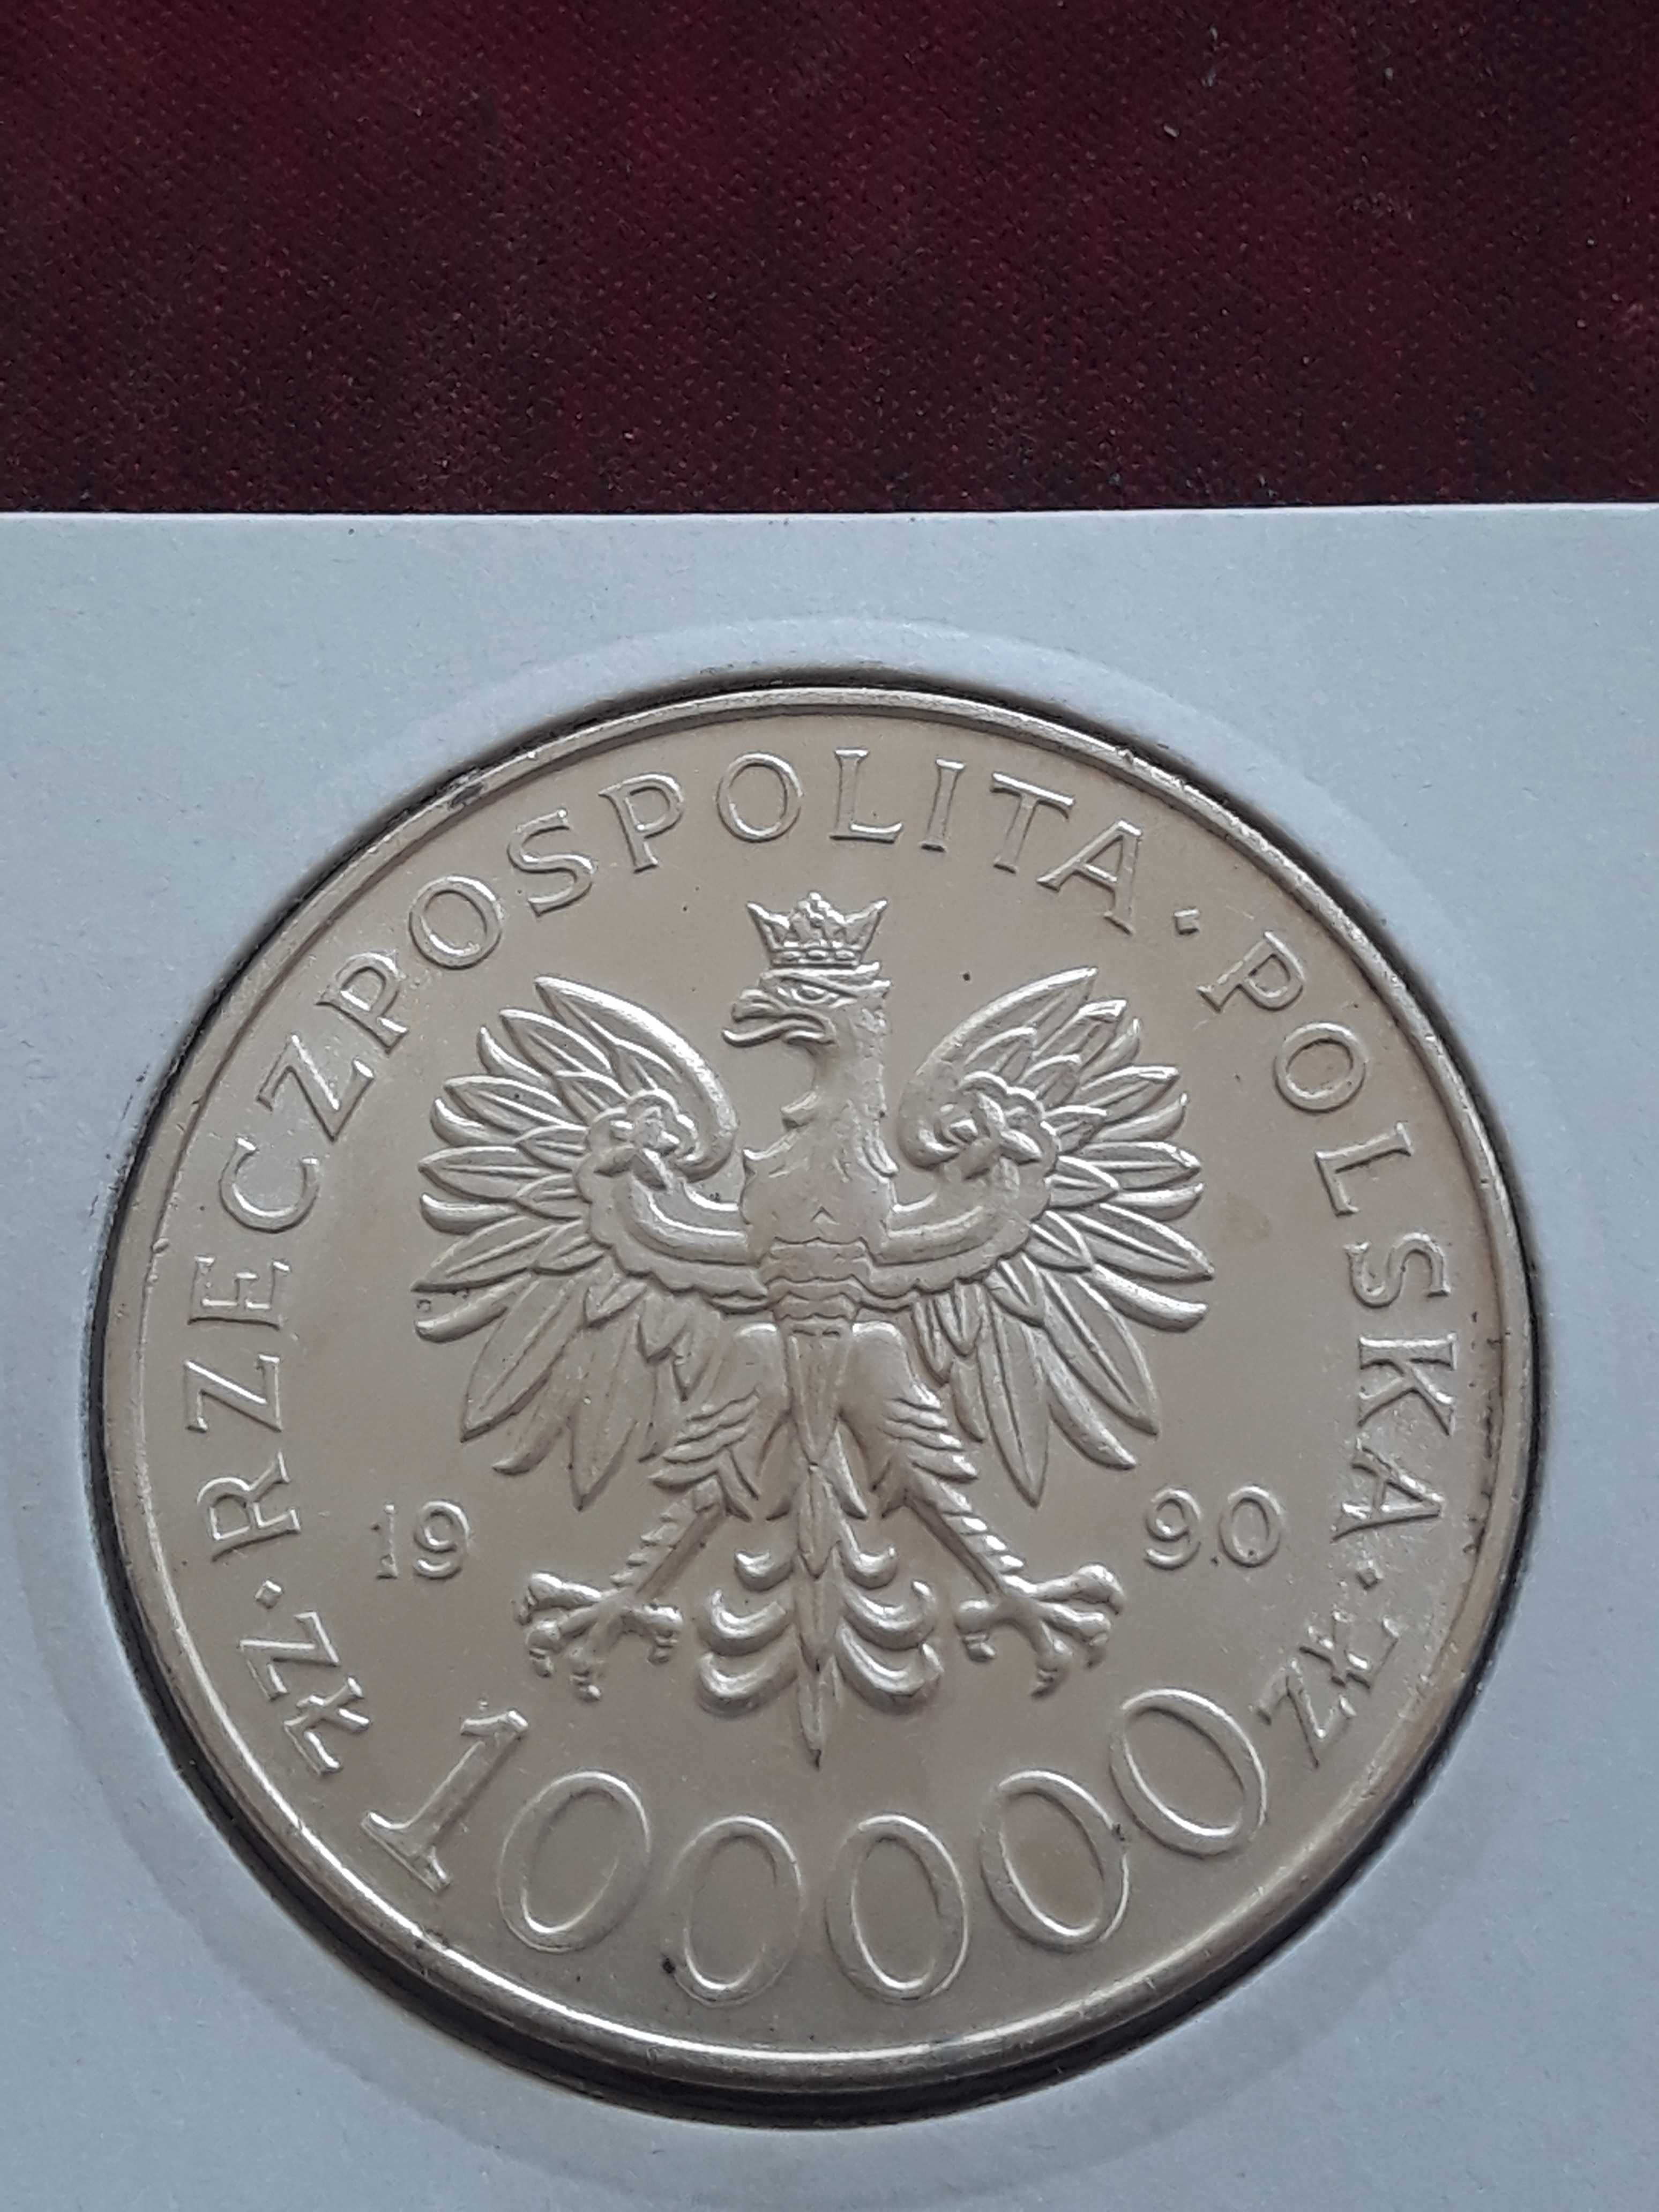 ZŁ · RZECZPOSPOLITA · POLSKA · ZŁ
19 90
100000